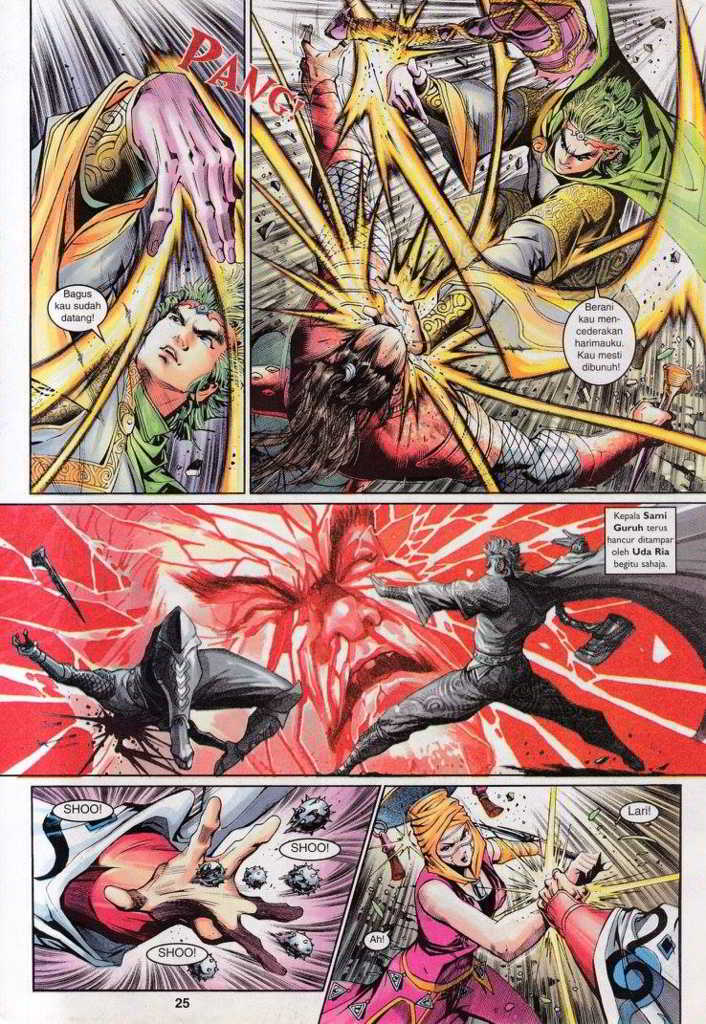 PANG!
Bagus
kau sudah
datang!
Berani
kau men-
cederakan
harimauku.
Kau mesti
dibunuh!
Kepala Sami
Guruh terus
hancur ditampar
oleh Uda Ria
begitu sahaja.
SHOO!
SHOO!
SHOO!
Lari!
Ah!
25